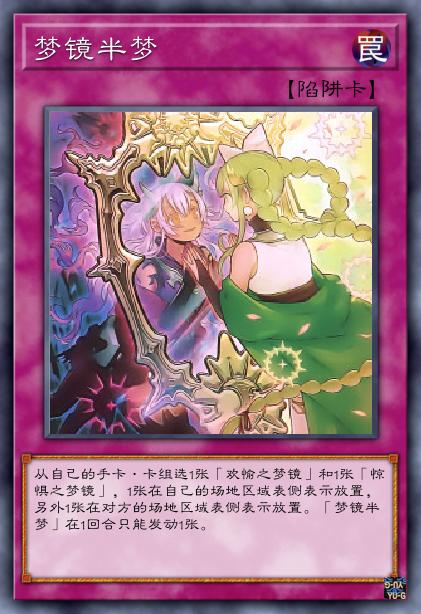 梦镜半梦
罠
【陷阱卡】
从自己的手卡·卡组选1张「欢愉之梦镜」和1张「惊
惧之梦镜」，1张在自己的场地区域表侧表示放置，
另外1张在对方的场地区域表侧表示放置。「梦镜半
梦」在1回合只能发动1张。
YU-G